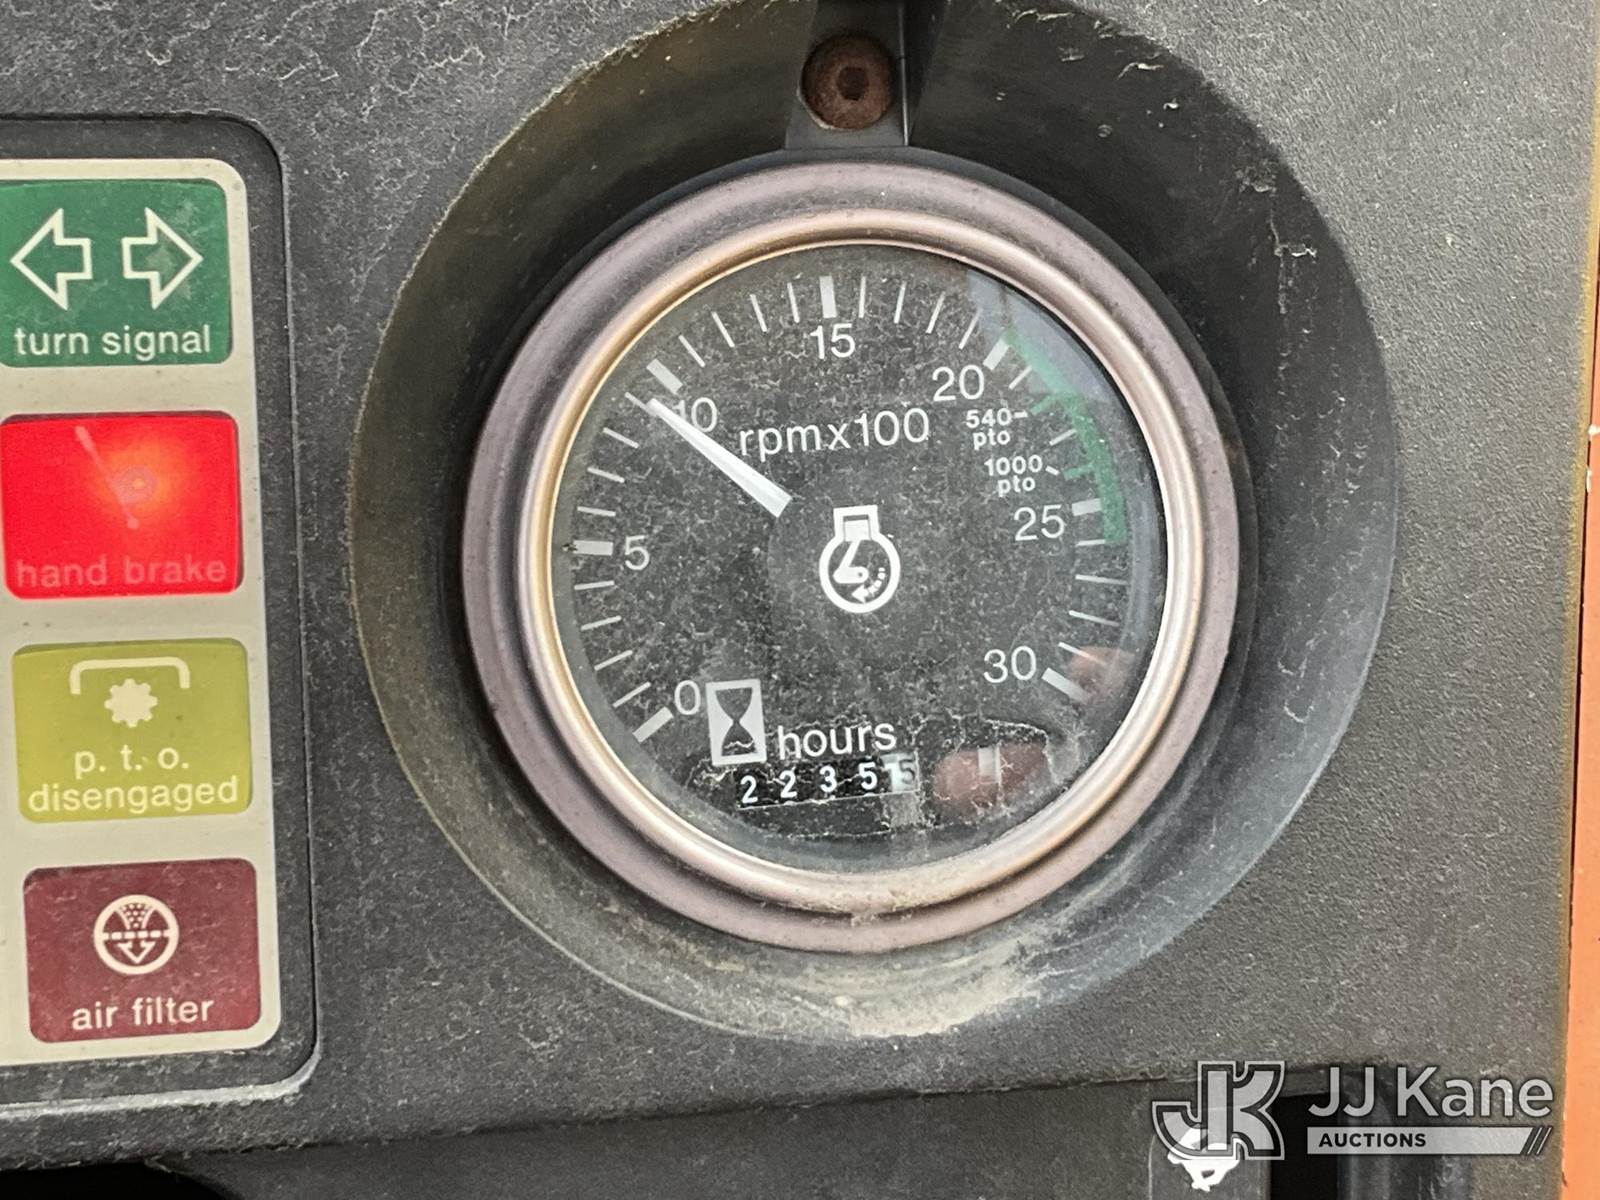 turn signal
hand brake
p. t. o.
disengaged
air filter
15
10
20
rpmx100
540
pto
1000
pto
5
25
0
30
hours
2 2 3 5
JJ Kane
AUCTIONS